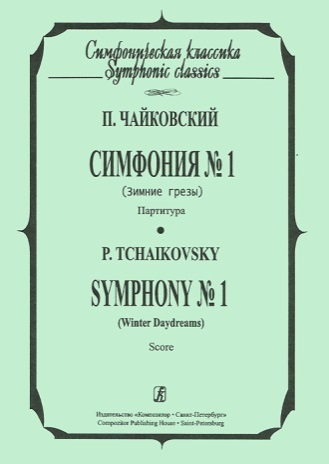 Симфоническая классика
Symphonic classics
П. ЧАЙКОВСКИЙ
СИМФОНИЯ № 1
(Зимние грезы)
Партитура
P. TCHAIKOVSKY
SYMPHONY № 1
(Winter Daydreams)
Score
Издательство «Композитор • Санкт-Петербург»
Compozitor Publishing House • Saint-Petersburg